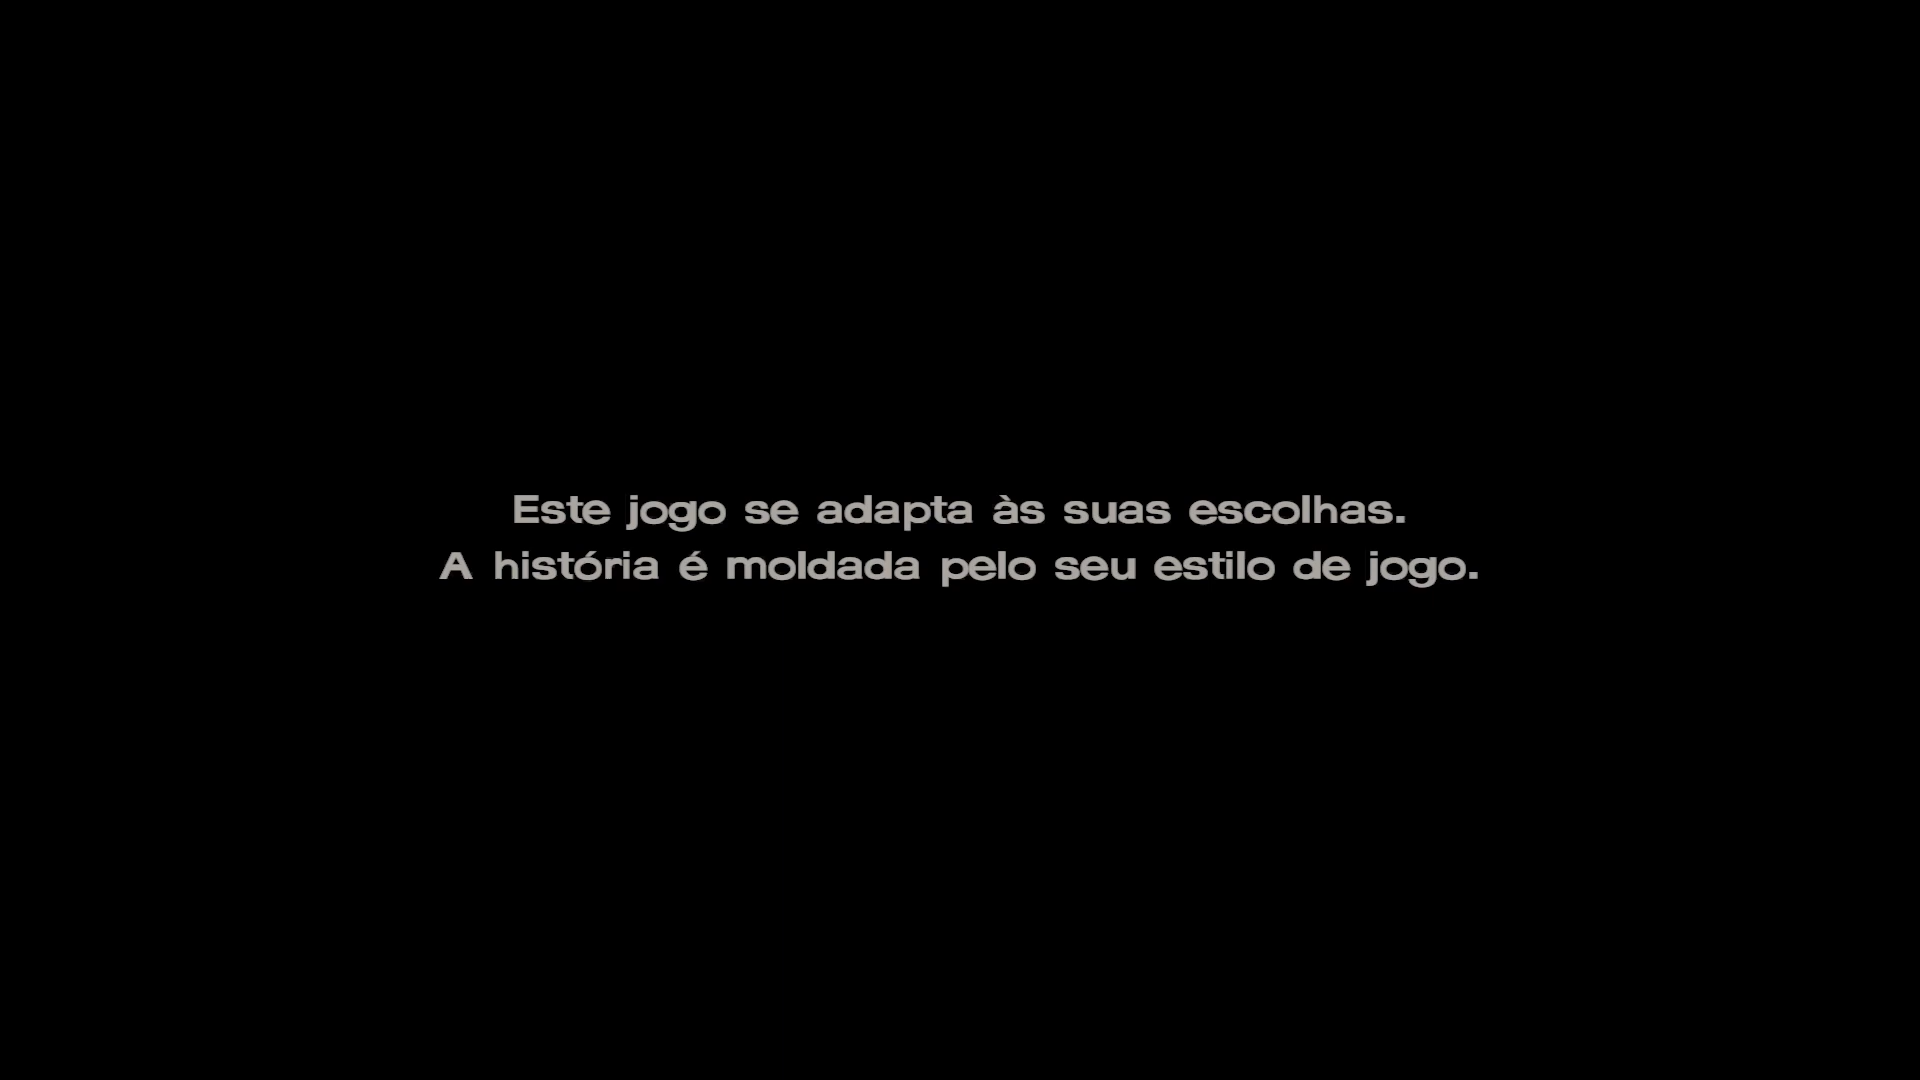 Este jogo se adapta às suas escolhas.
A história é moldada pelo seu estilo de jogo.